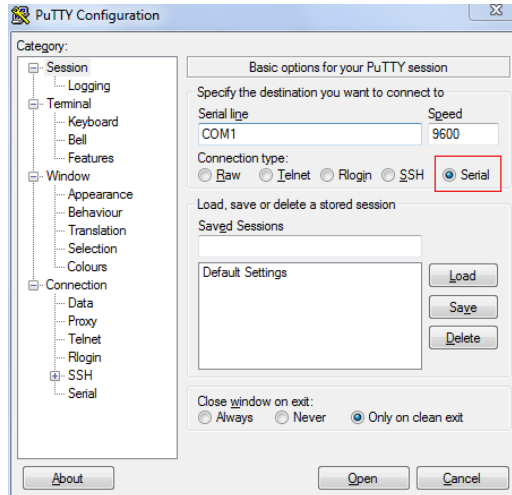 PuTTY Configuration
Category:
Session
Logging
Terminal
Keyboard
Bell
Features
Window
Appearance
Behaviour
Translation
Selection
Colours
Connection
Data
Proxy
Telnet
Rlogin
SSH
Serial
Basic options for your PuTTY session
Specify the destination you want to connect to
Serial line Speed
COM1 9600
Connection type:
Raw Telnet Rlogin SSH Serial
Load, save or delete a stored session
Saved Sessions
Default Settings
Load
Save
Delete
Close window on exit:
Always Never Only on clean exit
About Open Cancel